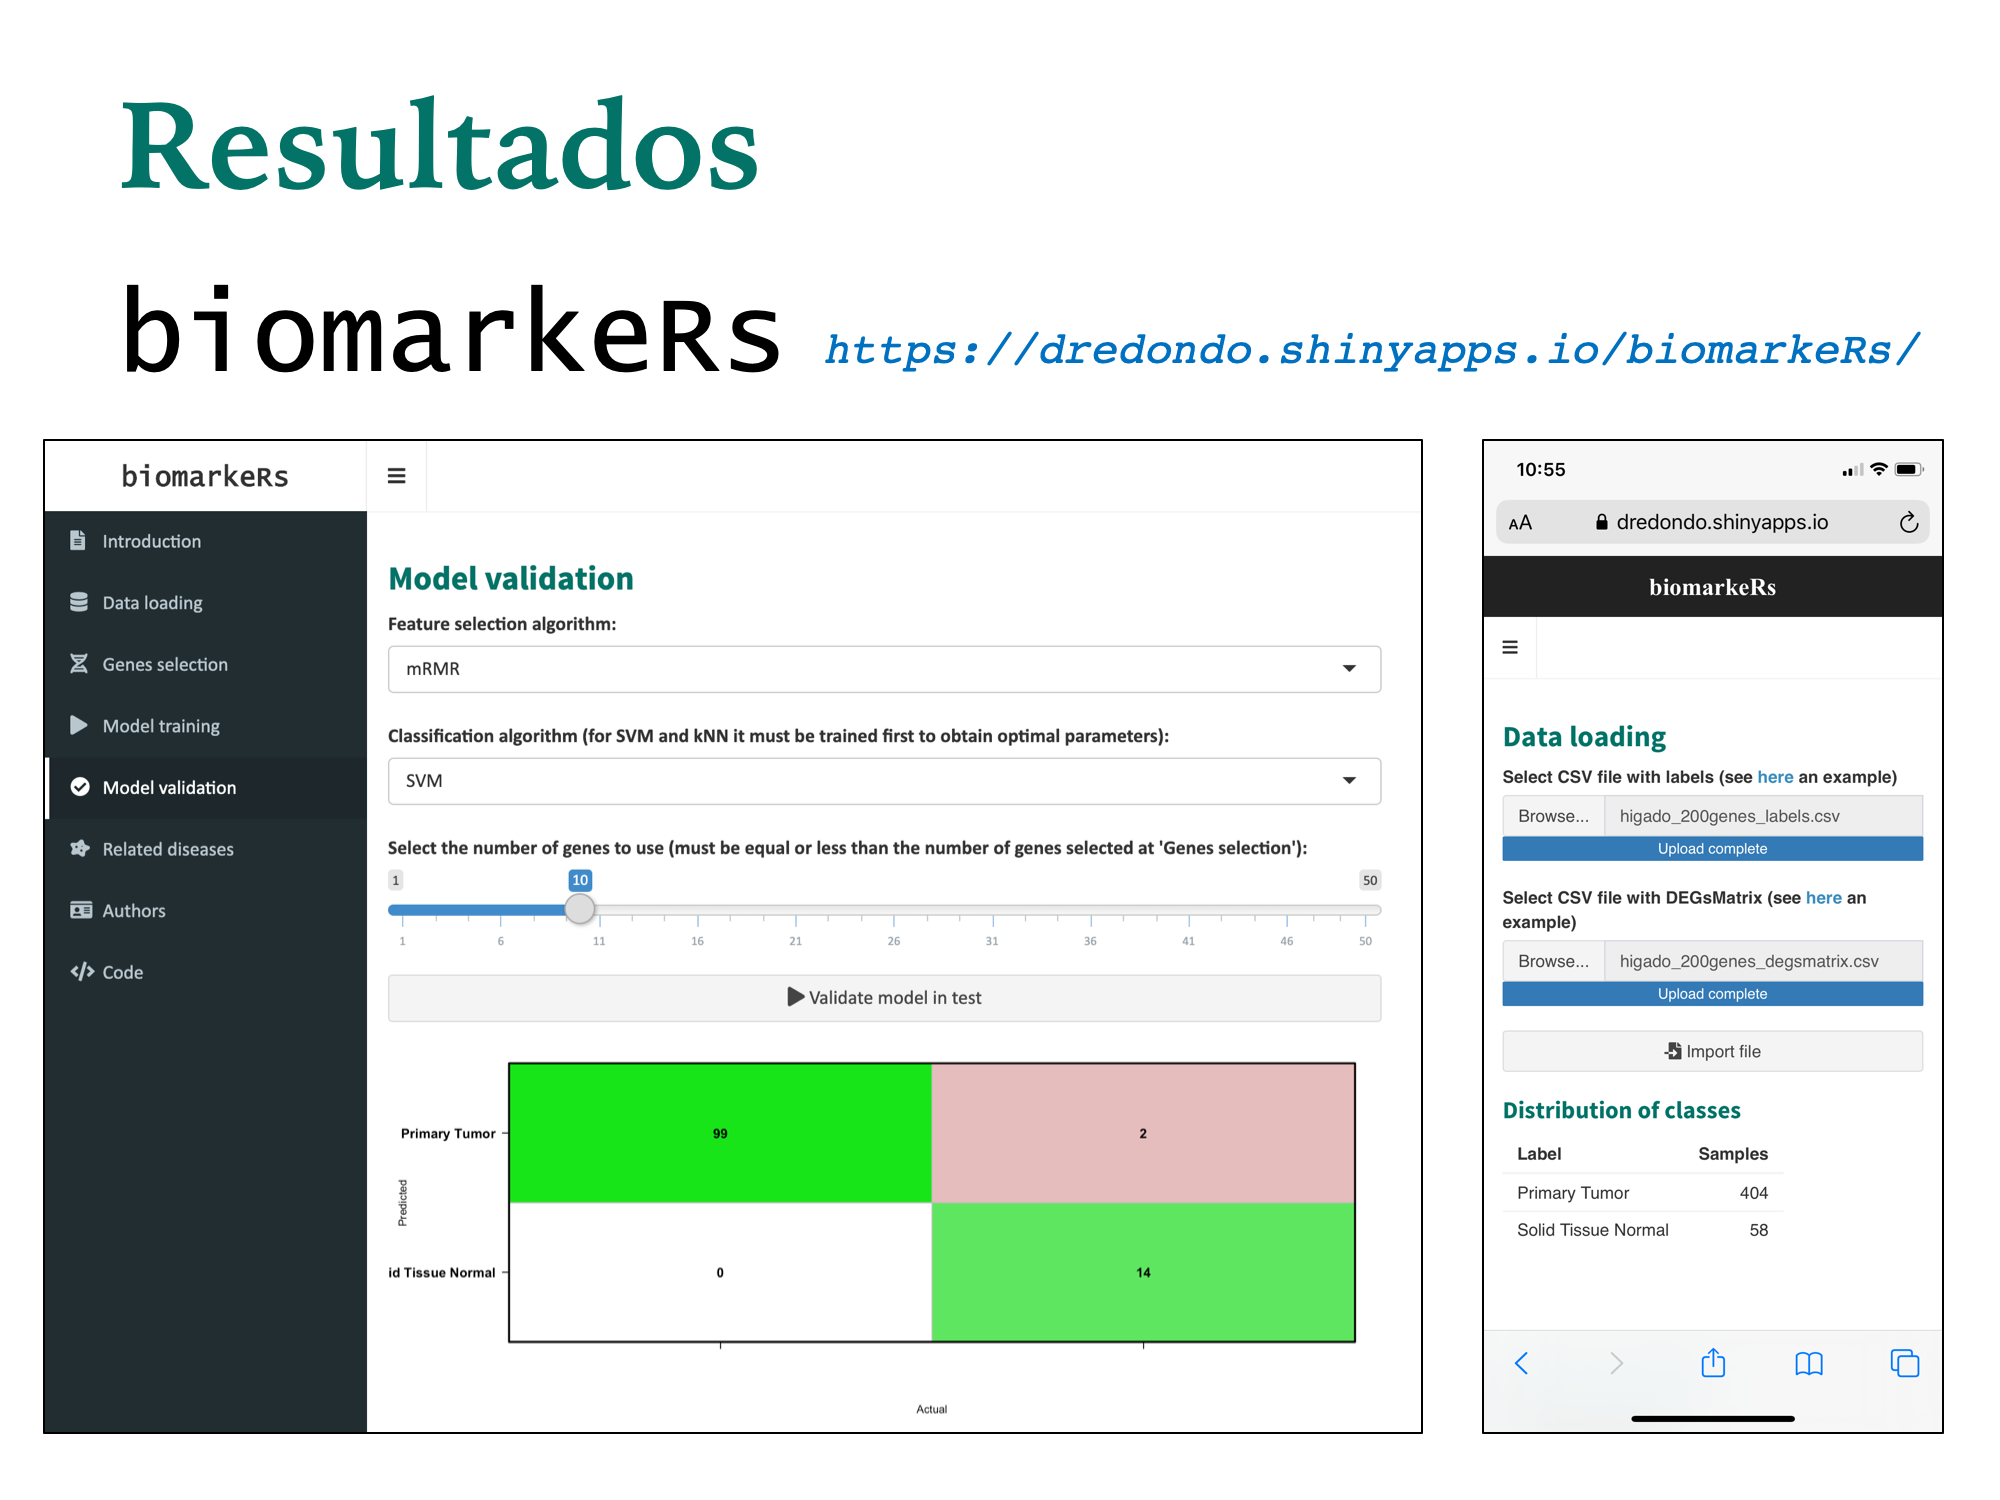 Resultados
biomarkeRs https://dredondo.shinyapps.io/biomarkeRs/
biomarkeRs
Introduction
Data loading
Genes selection
Model training
Model validation
Related diseases
Authors
Code
Model validation
Feature selection algorithm:
mRMR
Classification algorithm (for SVM and kNN it must be trained first to obtain optimal parameters):
SVM
Select the number of genes to use (must be equal or less than the number of genes selected at 'Genes selection'):
1 10 50
1 6 11 16 21 26 31 36 41 46 50
Validate model in test
Primary Tumor 99 2
Predicted
id Tissue Normal 0 14
Actual
10:55
AA dredondo.shinyapps.io
biomarkeRs
Data loading
Select CSV file with labels (see here an example)
Browse... higado_200genes_labels.csv
Upload complete
Select CSV file with DEGsMatrix (see here an
example)
Browse... higado_200genes_degsmatrix.csv
Upload complete
Import file
Distribution of classes
Label Samples
Primary Tumor 404
Solid Tissue Normal 58